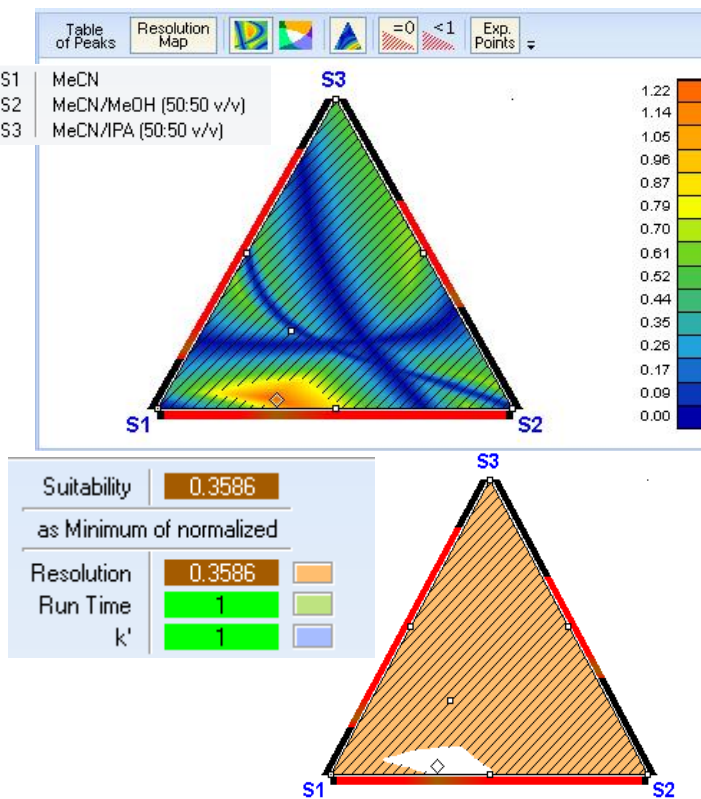 Table of Peaks
Resolution Map
=0
<1
Exp. Points
S1 MeCN
S2 MeCN/MeOH (50:50 v/v)
S3 MeCN/IPA (50:50 v/v)
S3
S1
S2
1.22
1.14
1.05
0.96
0.87
0.79
0.70
0.61
0.52
0.44
0.35
0.26
0.17
0.09
0.00
Suitability 0.3586
as Minimum of normalized
Resolution 0.3586
Run Time 1
k' 1
S3
S1
S2